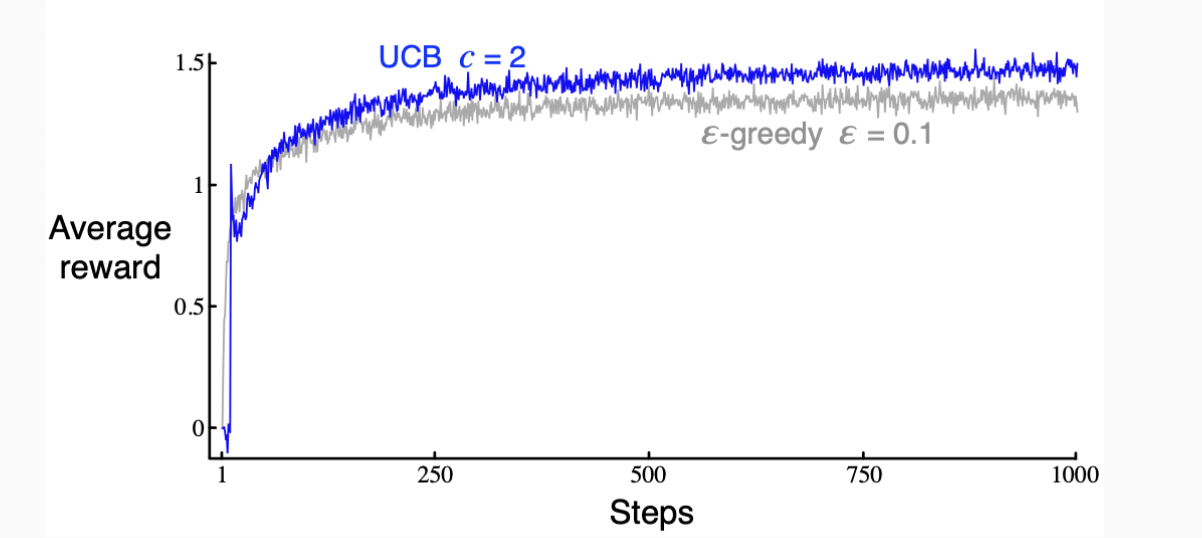 UCB c = 2
1.5
ε-greedy ε = 0.1
1
Average
reward
0.5
0
1
250
500
750
1000
Steps